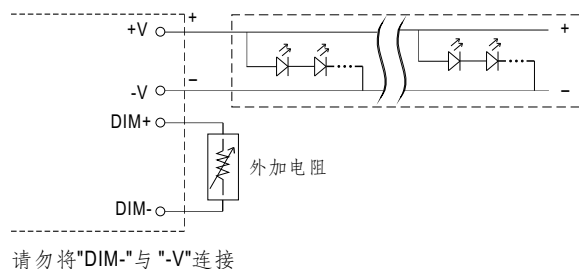 +V
+
+
-V
−
−
DIM+
外加电阻
DIM-
请勿将"DIM-"与 "-V"连接